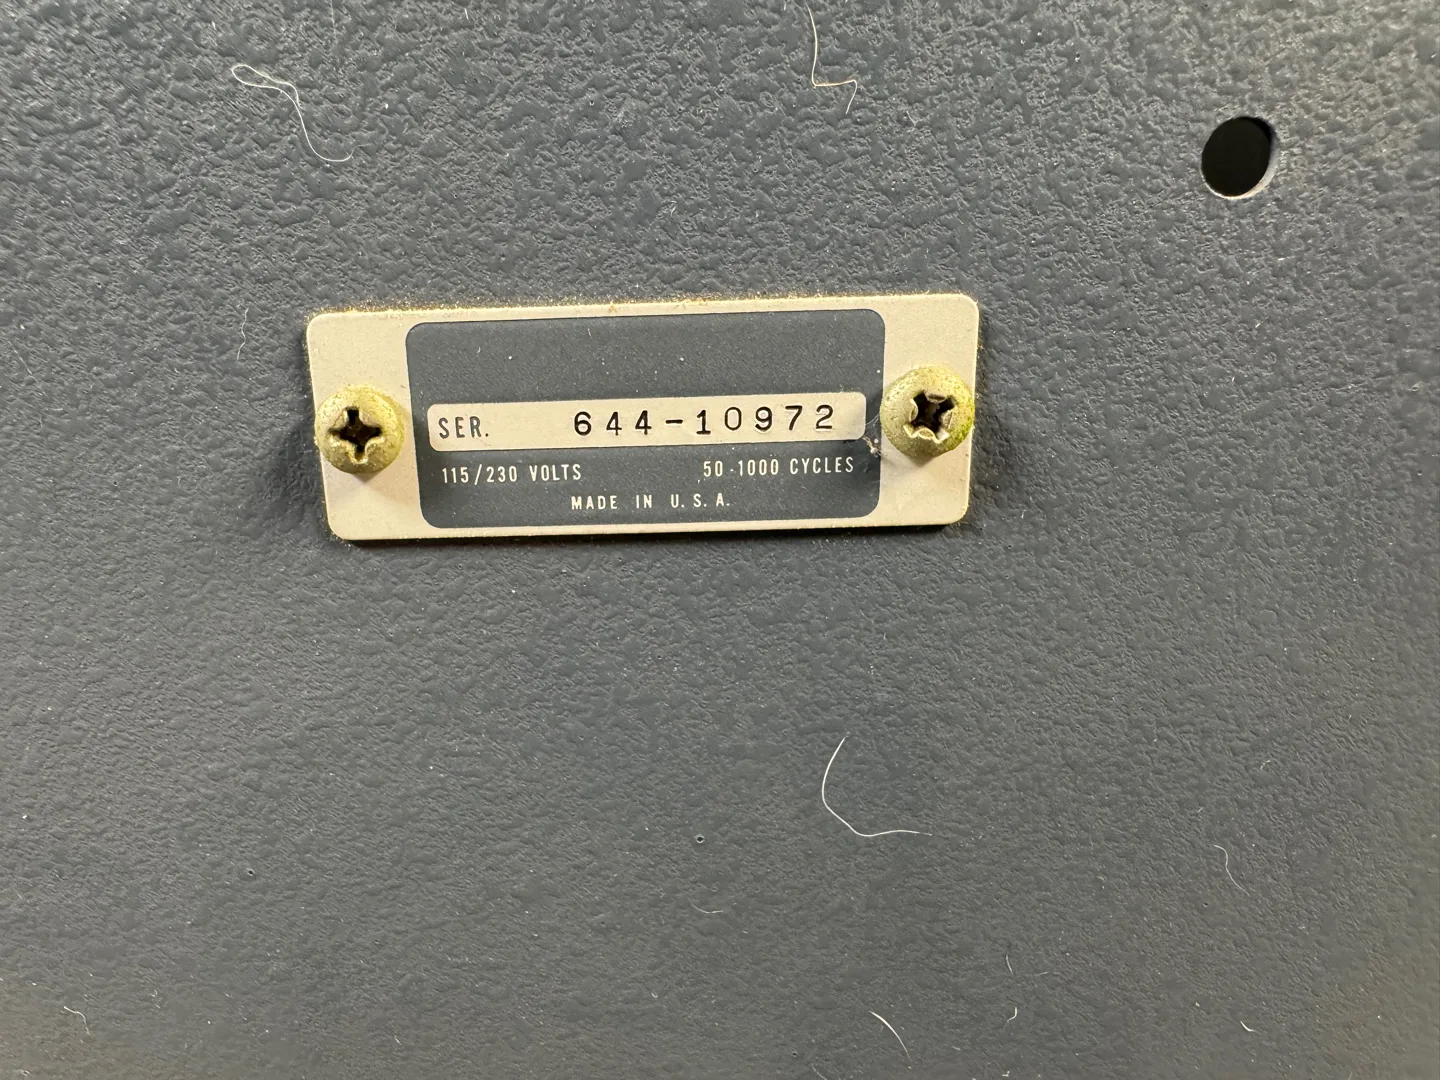 SER. 644-10972
115/230 VOLTS 50-1000 CYCLES
MADE IN U.S.A.